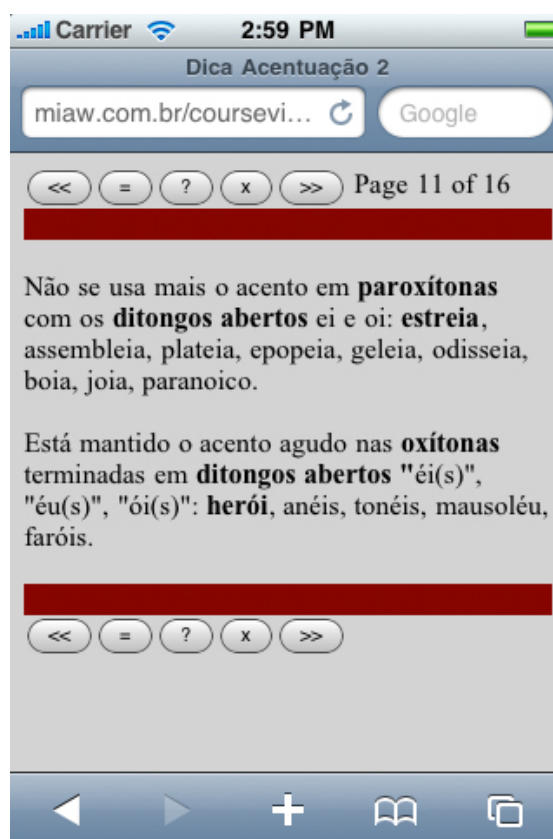 Carrier 2:59 PM
Dica Acentuação 2
miaw.com.br/coursevi... Google
<< = ? x >> Page 11 of 16
Não se usa mais o acento em paroxítonas
com os ditongos abertos ei e oi: estreia,
assembleia, plateia, epopeia, geleia, odisseia,
boia, joia, paranoico.
Está mantido o acento agudo nas oxítonas
terminadas em ditongos abertos "éi(s)",
"éu(s)", "ói(s)": herói, anéis, tonéis, mausoléu,
faróis.
<< = ? x >>